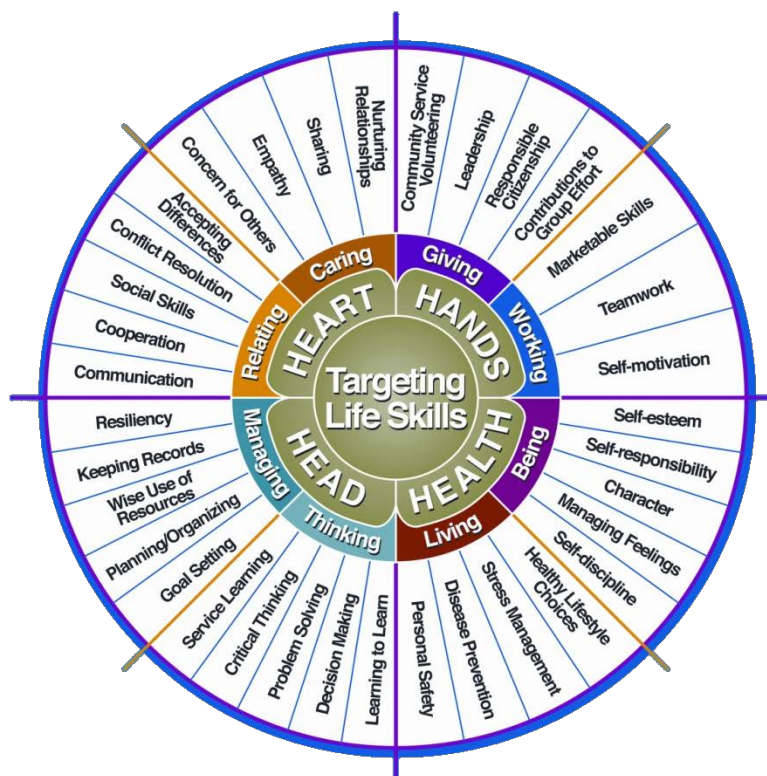 Targeting
Life Skills
HEART
HANDS
HEALTH
HEAD
Caring
Giving
Working
Being
Living
Thinking
Managing
Relating
Nurturing
Relationships
Sharing
Empathy
Concern for Others
Community Service
Volunteering
Leadership
Responsible
Citizenship
Contributions to
Group Effort
Marketable Skills
Teamwork
Self-motivation
Self-esteem
Self-responsibility
Character
Managing Feelings
Self-discipline
Healthy Lifestyle
Choices
Stress Management
Disease Prevention
Personal Safety
Learning to Learn
Decision Making
Problem Solving
Critical Thinking
Service Learning
Goal Setting
Planning/Organizing
Wise Use of
Resources
Keeping Records
Resiliency
Communication
Cooperation
Social Skills
Conflict Resolution
Accepting
Differences